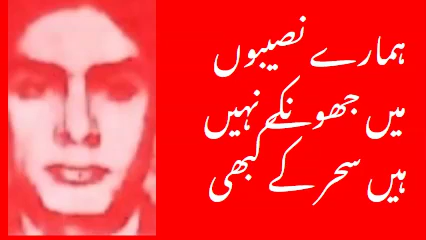 ہمارے نصیبوں
میں جھونکے نہیں
ہیں سحر کے کبھی